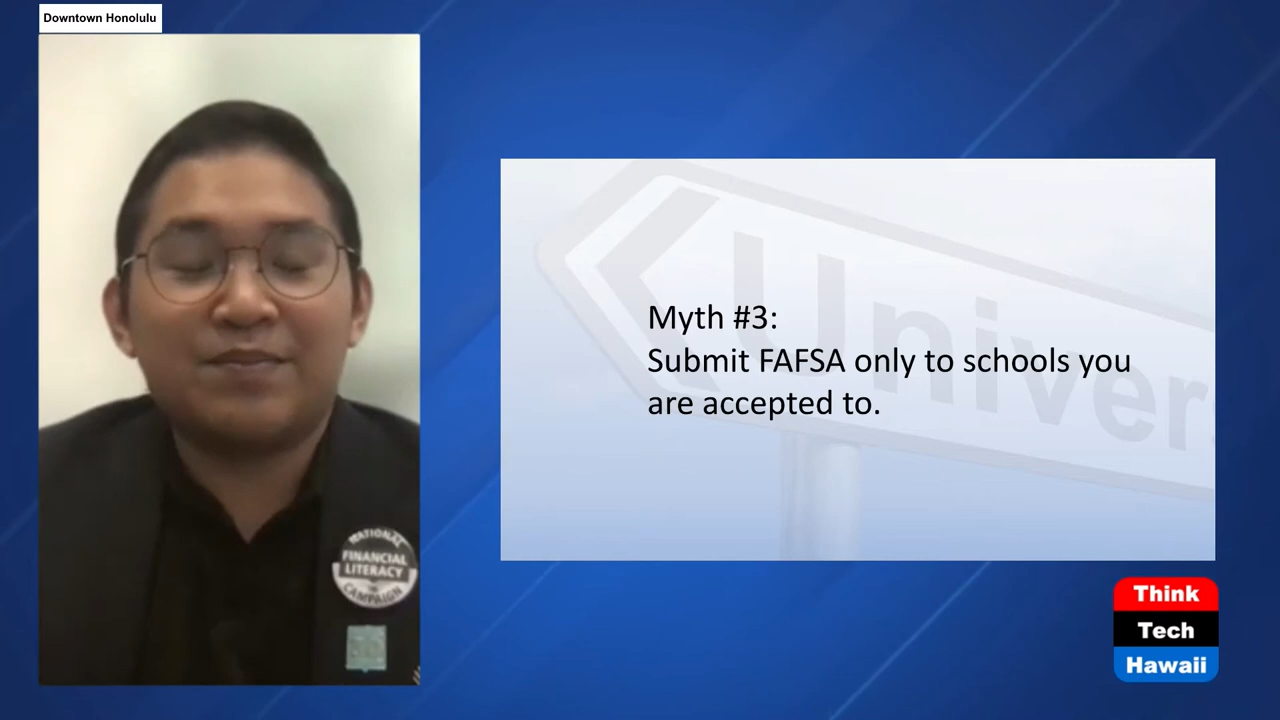 Downtown Honolulu
Myth #3:
Submit FAFSA only to schools you
are accepted to.
Univer
NATIONAL
FINANCIAL
LITERACY
CAMPAIGN
Think
Tech
Hawaii